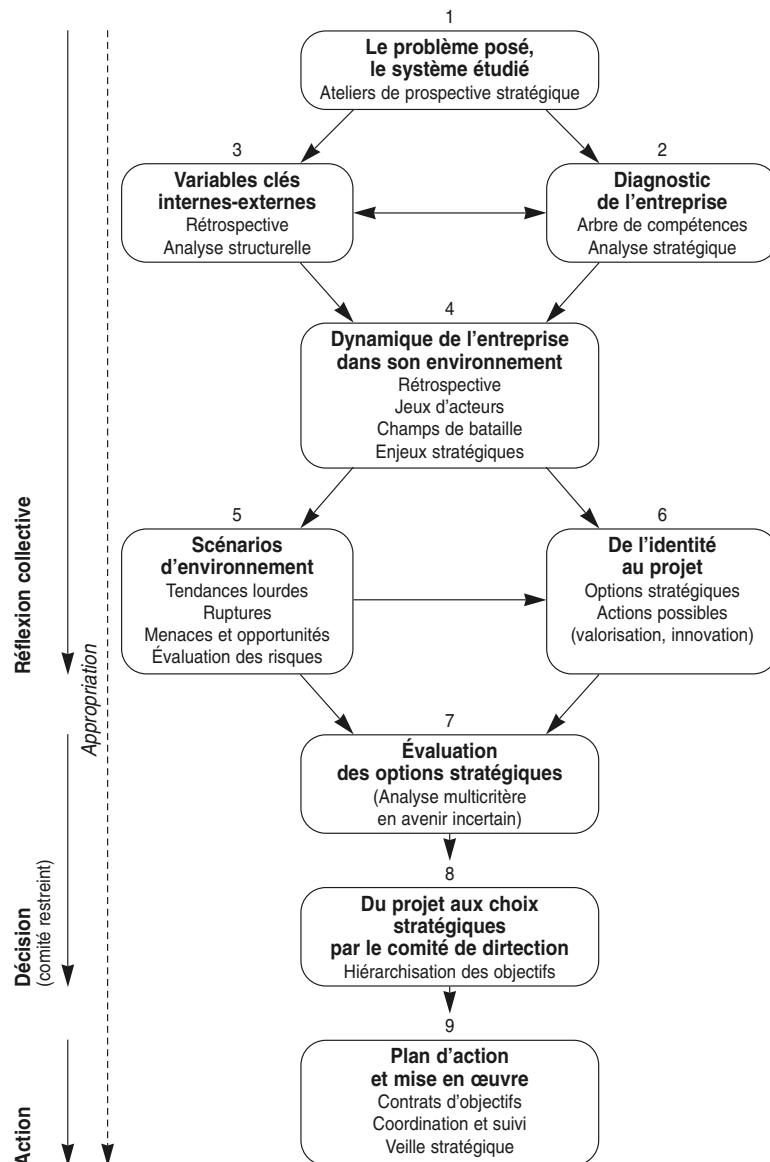 1
Le problème posé,
le système étudié
Ateliers de prospective stratégique
3
Variables clés
internes-externes
Rétrospective
Analyse structurelle
2
Diagnostic
de l'entreprise
Arbre de compétences
Analyse stratégique
4
Dynamique de l'entreprise
dans son environnement
Rétrospective
Jeux d'acteurs
Champs de bataille
Enjeux stratégiques
5
Scénarios
d'environnement
Tendances lourdes
Ruptures
Menaces et opportunités
Évaluation des risques
6
De l'identité
au projet
Options stratégiques
Actions possibles
(valorisation, innovation)
7
Évaluation
des options stratégiques
(Analyse multicritère
en avenir incertain)
8
Du projet aux choix
stratégiques
par le comité de dirtection
Hiérarchisation des objectifs
9
Plan d'action
et mise en œuvre
Contrats d'objectifs
Coordination et suivi
Veille stratégique
Réflexion collective
Appropriation
Décision
(comité restreint)
Action